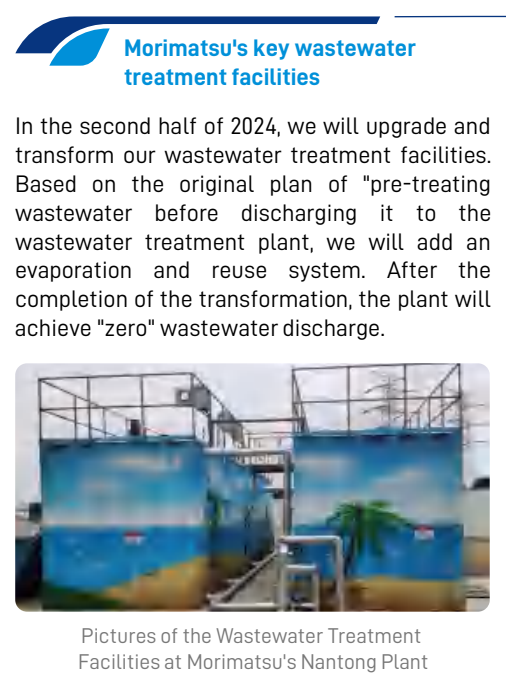 Morimatsu's key wastewater
treatment facilities
In the second half of 2024, we will upgrade and
transform our wastewater treatment facilities.
Based on the original plan of "pre-treating
wastewater before discharging it to the
wastewater treatment plant, we will add an
evaporation and reuse system. After the
completion of the transformation, the plant will
achieve "zero" wastewater discharge.
Pictures of the Wastewater Treatment
Facilities at Morimatsu's Nantong Plant